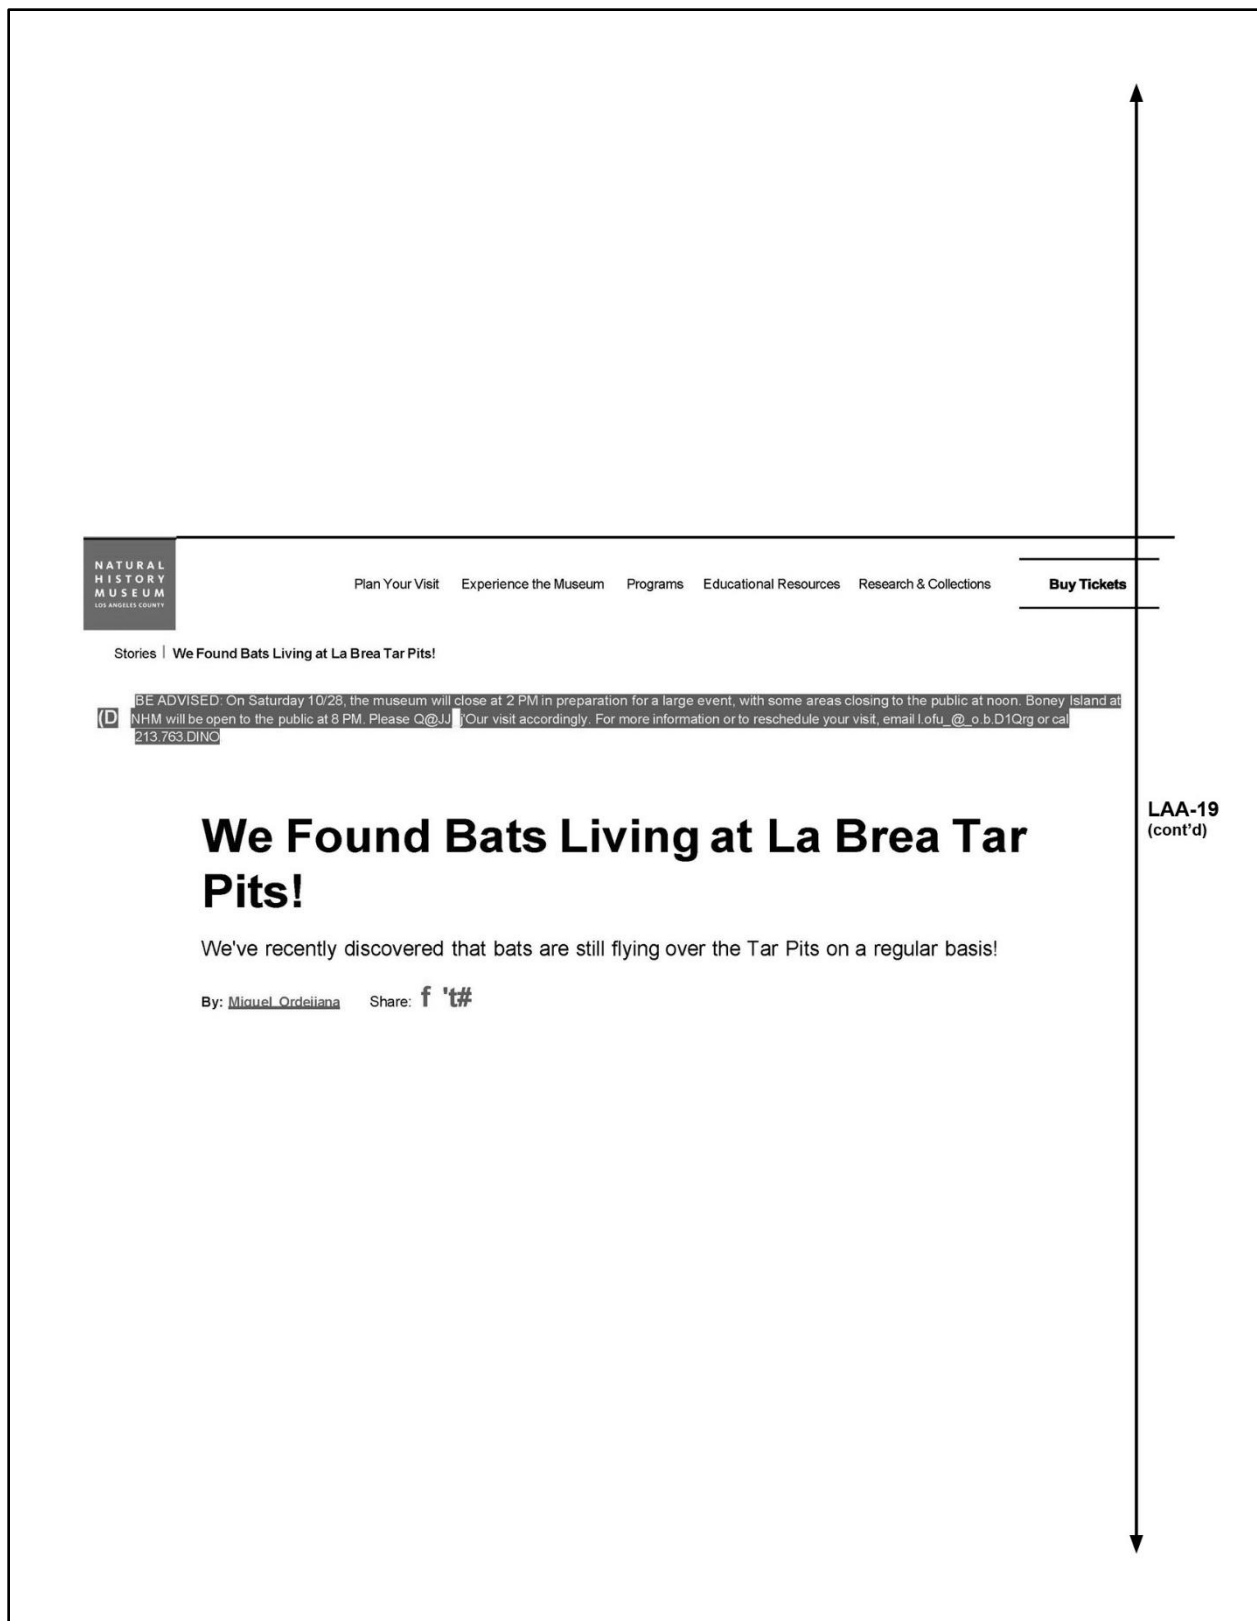 NATURAL
HISTORY
MUSEUM
LOS ANGELES COUNTY
Plan Your Visit Experience the Museum Programs Educational Resources Research & Collections Buy Tickets
Stories | We Found Bats Living at La Brea Tar Pits!
BE ADVISED: On Saturday 10/28, the museum will close at 2 PM in preparation for a large event, with some areas closing to the public at noon. Boney Island at
(D NHM will be open to the public at 8 PM. Please Q@JJ j'Our visit accordingly. For more information or to reschedule your visit, email l.ofu_@_o.b.D1Qrg or cal
213.763.DINO
LAA-19
(cont'd)
We Found Bats Living at La Brea Tar
Pits!
We've recently discovered that bats are still flying over the Tar Pits on a regular basis!
By: Miguel Ordeiiana Share: f 't#